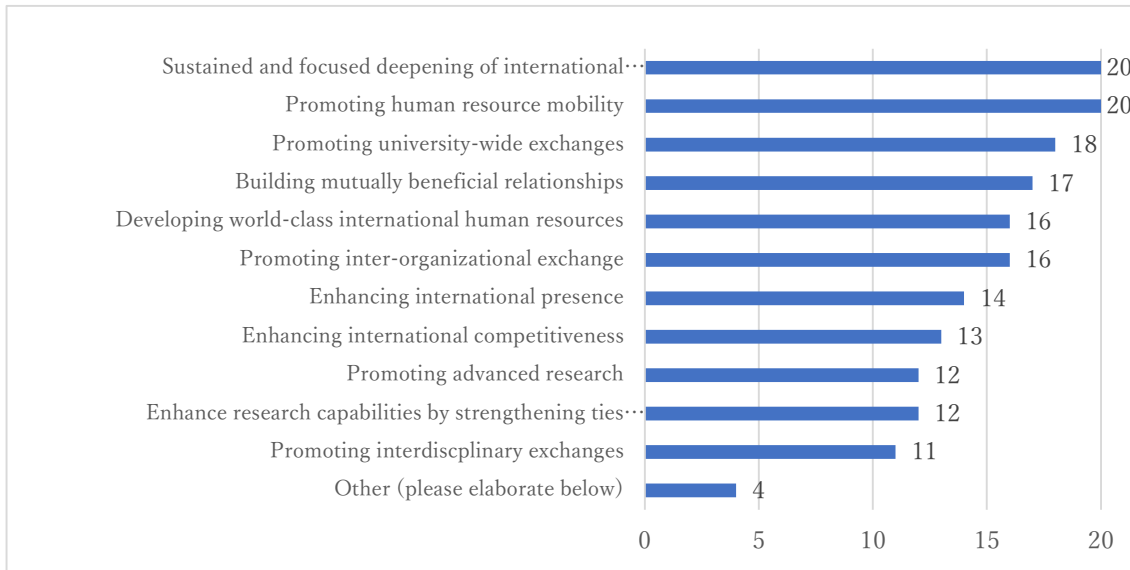 Sustained and focused deepening of international… 20
Promoting human resource mobility 20
Promoting university-wide exchanges 18
Building mutually beneficial relationships 17
Developing world-class international human resources 16
Promoting inter-organizational exchange 16
Enhancing international presence 14
Enhancing international competitiveness 13
Promoting advanced research 12
Enhance research capabilities by strengthening ties… 12
Promoting interdiscplinary exchanges 11
Other (please elaborate below) 4
0 5 10 15 20